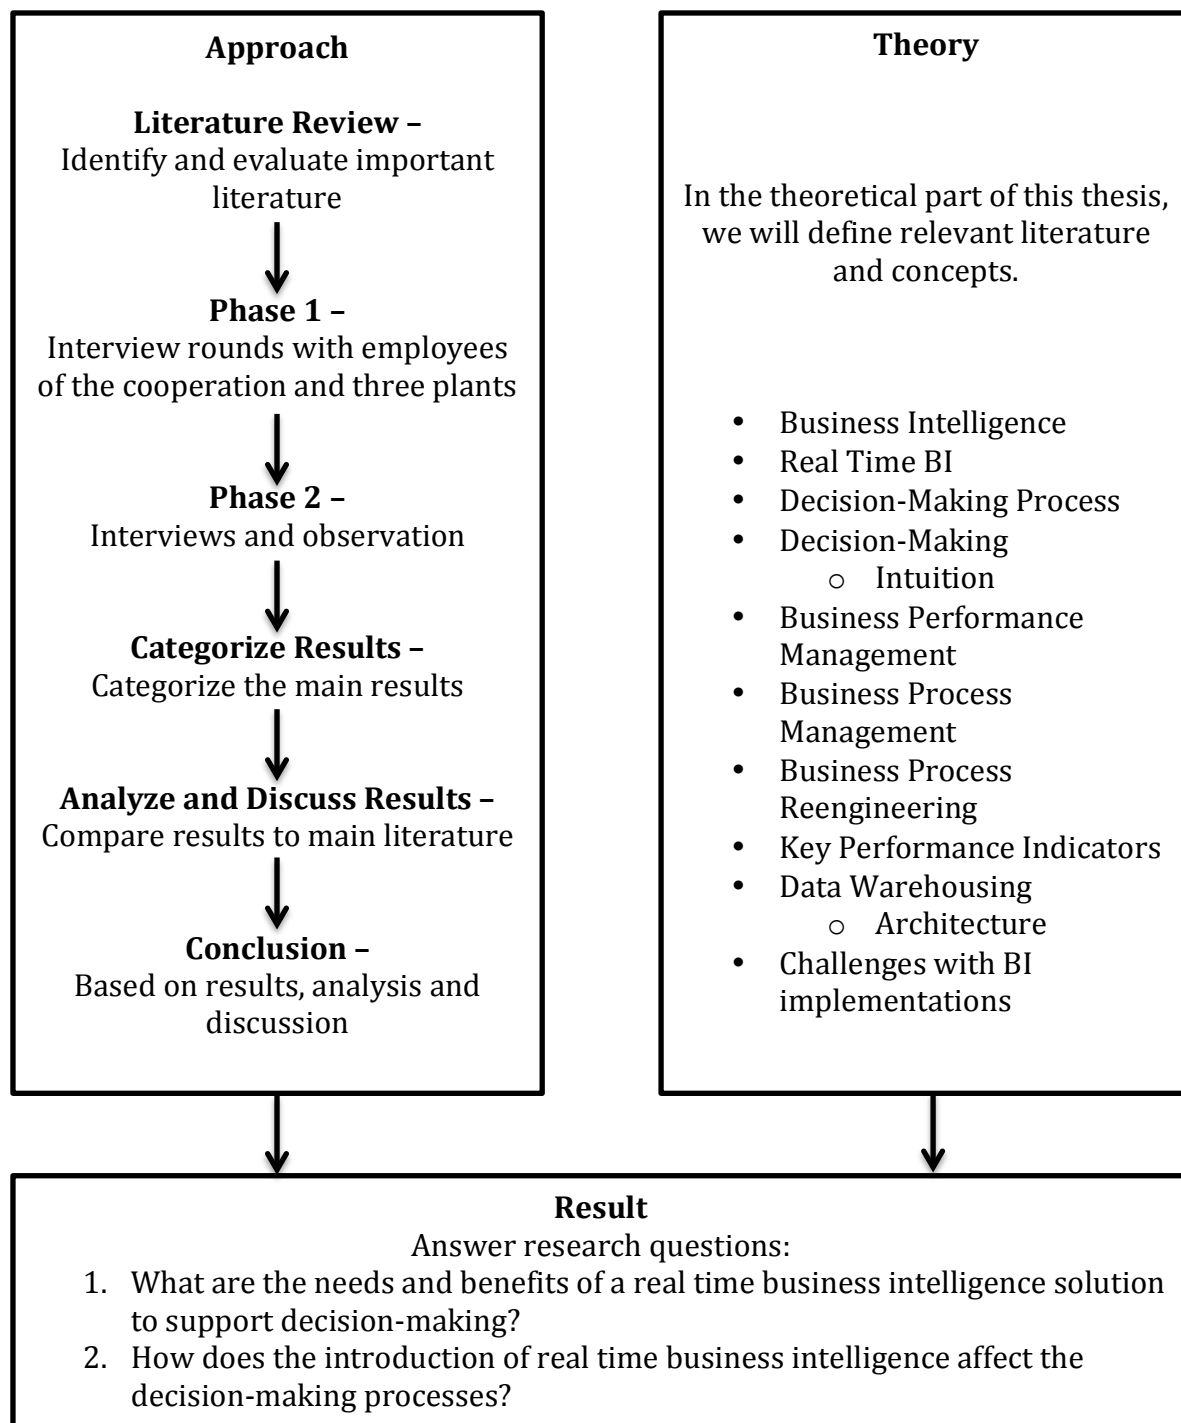 Approach
Literature Review –
Identify and evaluate important
literature
Phase 1 –
Interview rounds with employees
of the cooperation and three plants
Phase 2 –
Interviews and observation
Categorize Results –
Categorize the main results
Analyze and Discuss Results –
Compare results to main literature
Conclusion –
Based on results, analysis and
discussion
Theory
In the theoretical part of this thesis,
we will define relevant literature
and concepts.
• Business Intelligence
• Real Time BI
• Decision-Making Process
• Decision-Making
o Intuition
• Business Performance
Management
• Business Process
Management
• Business Process
Reengineering
• Key Performance Indicators
• Data Warehousing
o Architecture
• Challenges with BI
implementations
Result
Answer research questions:
1. What are the needs and benefits of a real time business intelligence solution
to support decision-making?
2. How does the introduction of real time business intelligence affect the
decision-making processes?